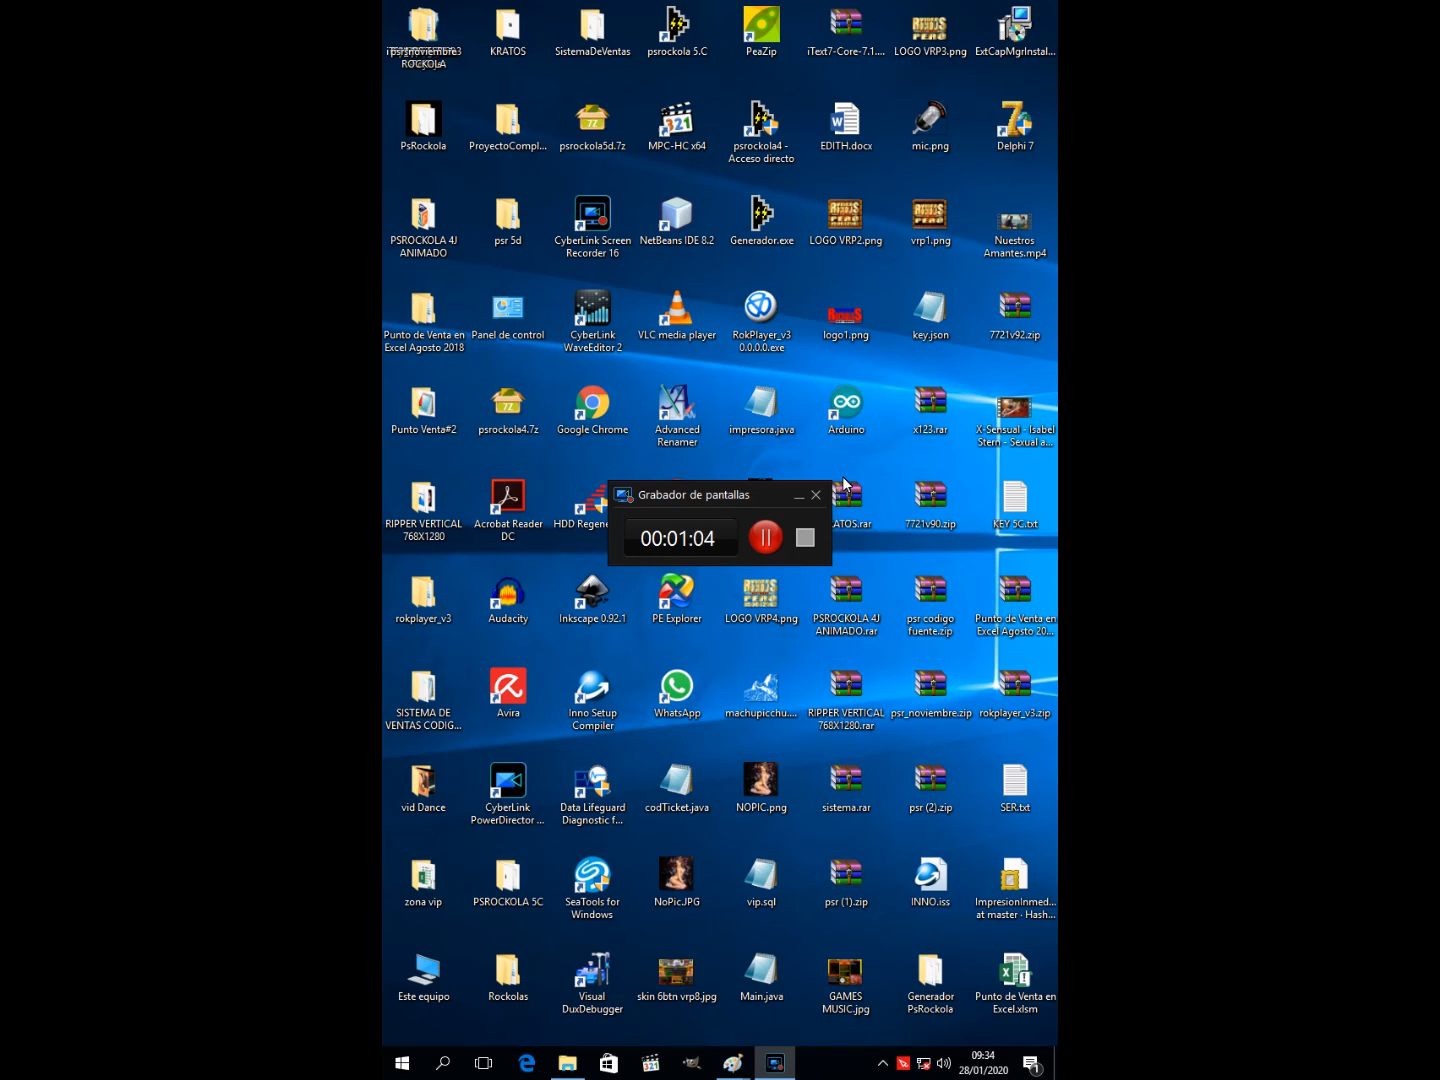 ROCKOLA
KRATOS
SistemaDeVentas
psrockola 5.C
PeaZip
iText7-Core-7.1....
LOGO VRP3.png
ExtCapMgrInstal...
PsRockola
ProyectoCompl...
psrockola5d.7z
MPC-HC x64
psrockola4 -
Acceso directo
EDITH.docx
mic.png
Delphi 7
PSROCKOLA 4J
ANIMADO
psr 5d
CyberLink Screen
Recorder 16
NetBeans IDE 8.2
Generador.exe
LOGO VRP2.png
vrp1.png
Nuestros
Amantes.mp4
Punto de Venta en
Excel Agosto 2018
Panel de control
CyberLink
WaveEditor 2
VLC media player
RokPlayer_v3
0.0.0.0.exe
logo1.png
key.json
7721v92.zip
Punto Venta#2
psrockola4.7z
Google Chrome
Advanced
Renamer
impresora.java
Arduino
x123.rar
X-Sensual - Isabel
Stern - Sexual a...
RIPPER VERTICAL
768X1280
Acrobat Reader
DC
HDD Regene
Grabador de pantallas
00:01:04
ATOS.rar
7721v90.zip
KEY 5C.txt
rokplayer_v3
Audacity
Inkscape 0.92.1
PE Explorer
LOGO VRP4.png
PSROCKOLA 4J
ANIMADO.rar
psr codigo
fuente.zip
Punto de Venta en
Excel Agosto 20...
SISTEMA DE
VENTAS CODIG...
Avira
Inno Setup
Compiler
WhatsApp
machupicchu....
RIPPER VERTICAL
768X1280.rar
psr_noviembre.zip
rokplayer_v3.zip
vid Dance
CyberLink
PowerDirector ...
Data Lifeguard
Diagnostic f...
codTicket.java
NOPIC.png
sistema.rar
psr (2).zip
SER.txt
zona vip
PSROCKOLA 5C
SeaTools for
Windows
NoPic.JPG
vip.sql
psr (1).zip
INNO.iss
ImpresionInmed...
at master · Hash...
Este equipo
Rockolas
Visual
DuxDebugger
skin 6btn vrp8.jpg
Main.java
GAMES
MUSIC.jpg
Generador
PsRockola
Punto de Venta en
Excel.xlsm
09:34
28/01/2020